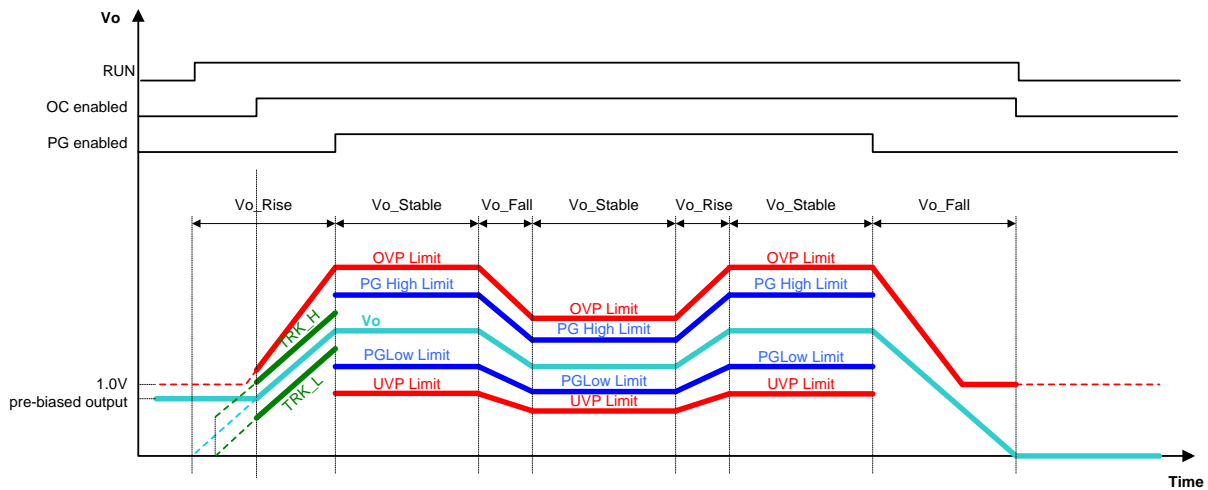 Vo
RUN
OC enabled
PG enabled
Vo_Rise
Vo_Stable
Vo_Fall
Vo_Stable
Vo_Rise
Vo_Stable
Vo_Fall
OVP Limit
OVP Limit
PG High Limit
PG High Limit
OVP Limit
TRK_H
Vo
PG High Limit
PGLow Limit
PGLow Limit
1.0V
TRK_L
UVP Limit
PGLow Limit
UVP Limit
pre-biased output
UVP Limit
Time